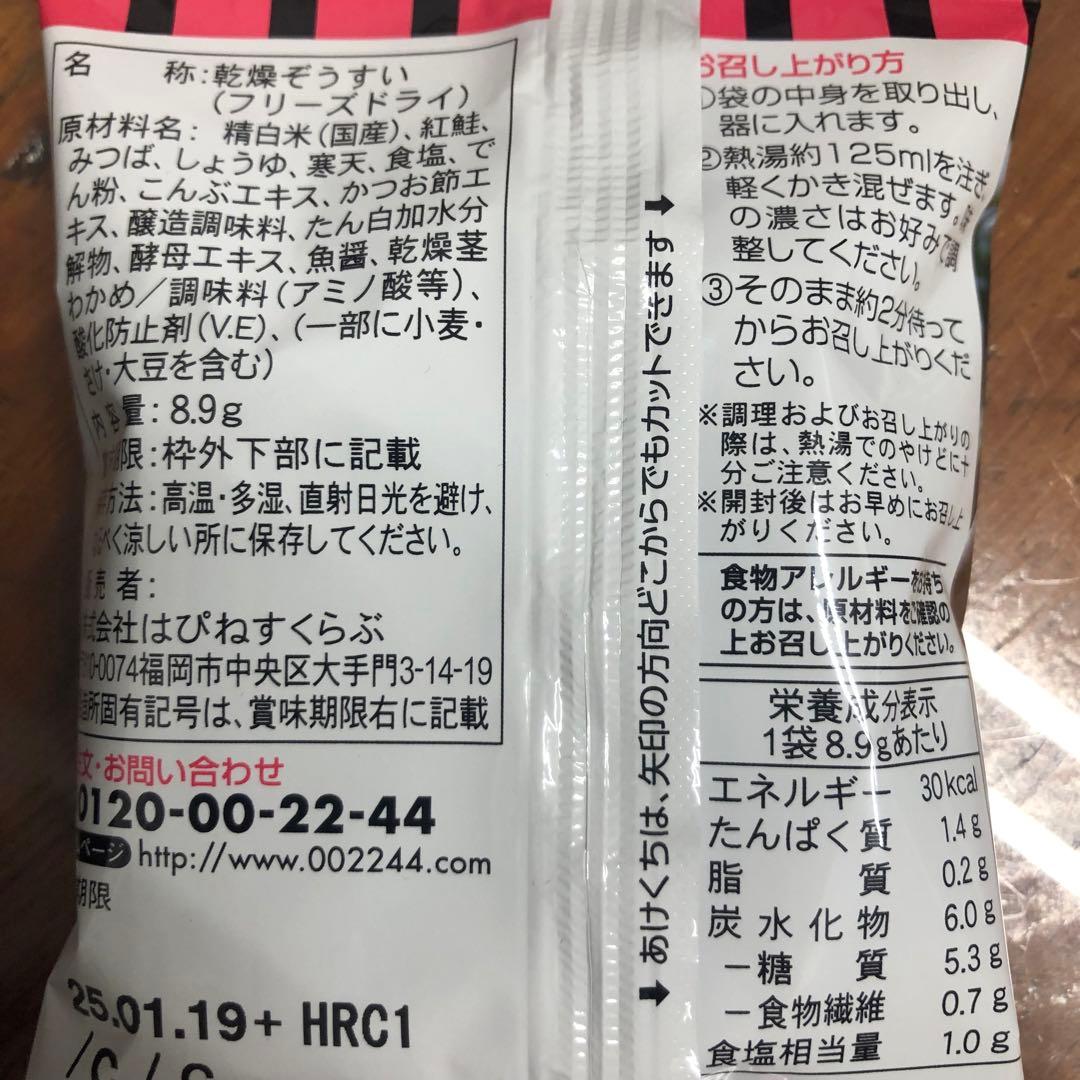 名 称:乾燥ぞうすい
(フリーズドライ)
原材料名: 精白米(国産)、紅鮭、
みつば、しょうゆ、寒天、食塩、で
ん粉、こんぶエキス、かつお節エ
キス、醸造調味料、たん白加水分
解物、酵母エキス、魚醤、乾燥茎
わかめ/調味料(アミノ酸等)、
酸化防止剤(V.E)、(一部に小麦・
さけ・大豆を含む)
内容量:8.9g
限:枠外下部に記載
方法:高温・多湿、直射日光を避け、
べく涼しい所に保存してください。
売者:
式会社はぴねすくらぶ
0-0074福岡市中央区大手門3-14-19
所固有記号は、賞味期限右に記載
文・お問い合わせ
0120-00-22-44
ページ http://www.002244.com
期限
25.01.19+ HRC1
/C/
あけくちは、矢印の方向どこからでもカットできます
お召し上がり方
①袋の中身を取り出し、
器に入れます。
②熱湯約125mlを注ぎ、
軽くかき混ぜます。味
の濃さはお好みで調
整してください。
③そのまま約2分待って
からお召し上がりくだ
さい。
※調理およびお召し上がりの
際は、熱湯でのやけどに十
分ご注意ください。
※開封後はお早めにお召し上
がりください。
食物アレルギーをお持ち
の方は、原材料をご確認の
上お召し上がりください。
栄養成分表示
1袋8.9gあたり
エネルギー 30kcal
たんぱく質 1.4g
脂質 0.2g
炭水化物 6.0g
-糖質 5.3g
-食物繊維 0.7g
食塩相当量 1.0g